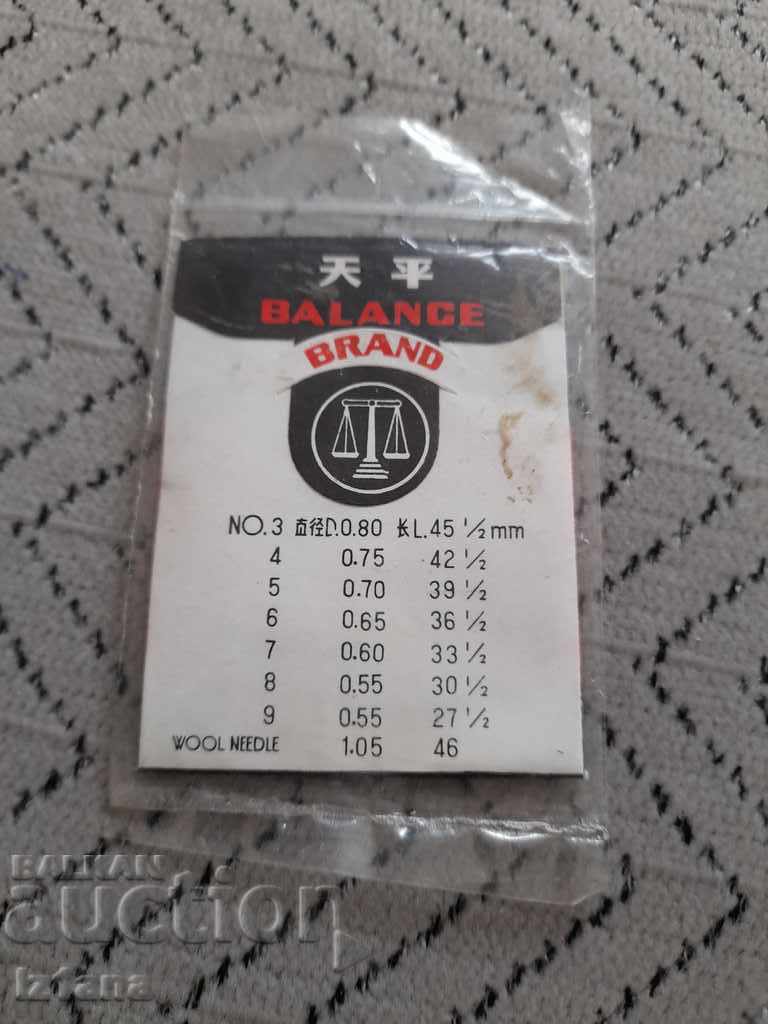 天平
BALANCE
BRAND
NO.3 直径D.0.80 长L.45 1/2 mm
4 0.75 42 1/2
5 0.70 39 1/2
6 0.65 36 1/2
7 0.60 33 1/2
8 0.55 30 1/2
9 0.55 27 1/2
WOOL NEEDLE 1.05 46
BALKAN
auction
Izfana